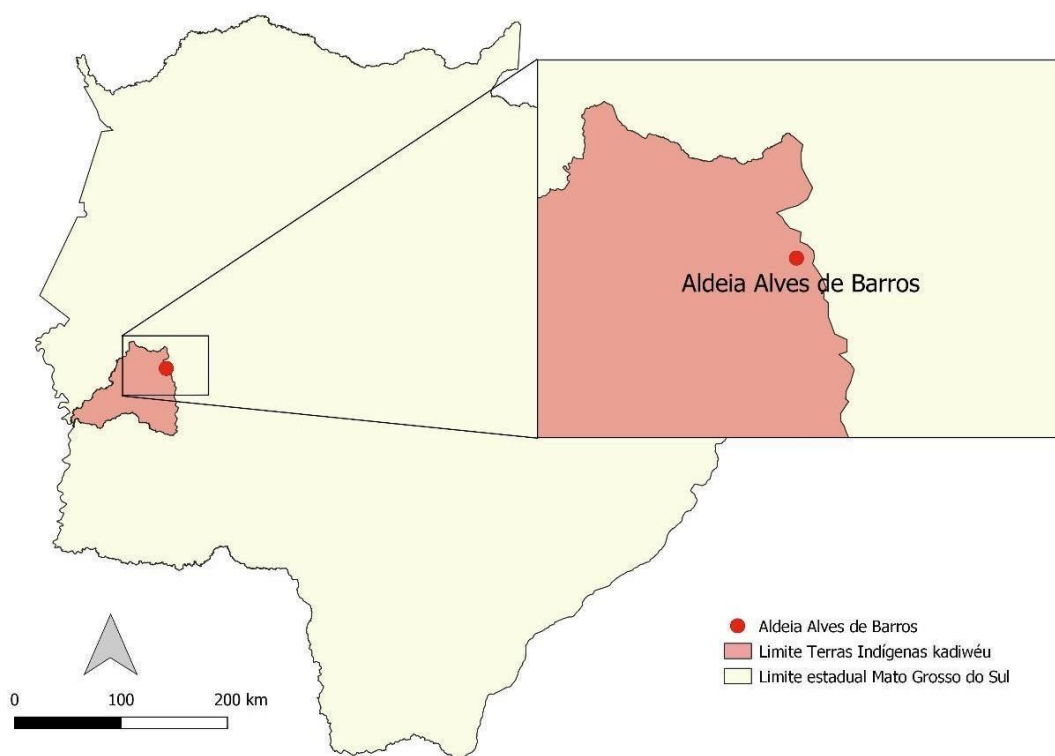 Aldeia Alves de Barros
Aldeia Alves de Barros
Limite Terras Indígenas kadiwéu
Limite estadual Mato Grosso do Sul
0 100 200 km